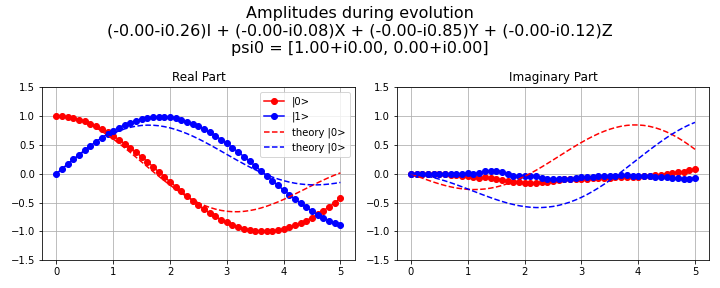 Amplitudes during evolution
(-0.00-i0.26)I + (-0.00-i0.08)X + (-0.00-i0.85)Y + (-0.00-i0.12)Z
psi0 = [1.00+i0.00, 0.00+i0.00]
Real Part
1.5
1.0
0.5
0.0
−0.5
−1.0
−1.5
0 1 2 3 4 5
|0>
|1>
theory |0>
theory |0>
Imaginary Part
1.5
1.0
0.5
0.0
−0.5
−1.0
−1.5
0 1 2 3 4 5